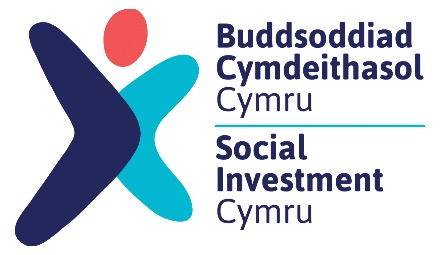 Buddsoddiad
Cymdeithasol
Cymru
Social
Investment
Cymru